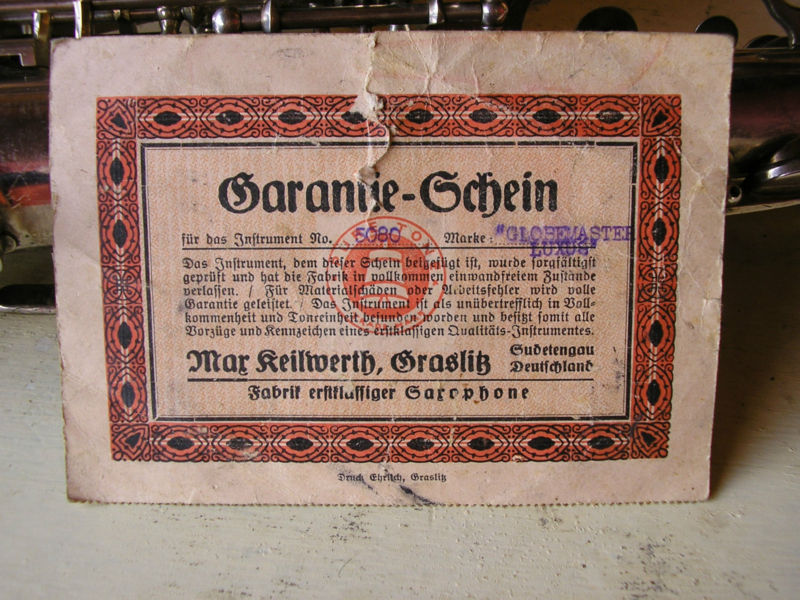 Garantie-Schein
für das Instrument No. 5080 Marke: "GLOBEMASTER
LUXUS"
Das Instrument, dem dieser Schein beigefügt ist, wurde sorgfältigst
geprüft und hat die Fabrik in vollkommen einwandfreiem Zustande
verlassen. / Für Materialschäden oder Arbeitsfehler wird volle
Garantie geleistet. / Das Instrument ist als unübertrefflich in Voll-
kommenheit und Tonreinheit befunden worden und besitzt somit alle
Vorzüge und Kennzeichen eines erstklassigen Qualitäts-Instrumentes.
Max Keilwerth, Graslitz Sudetengau
Deutschland
Fabrik erstklassiger Saxophone
Druck Ehrlich, Graslitz